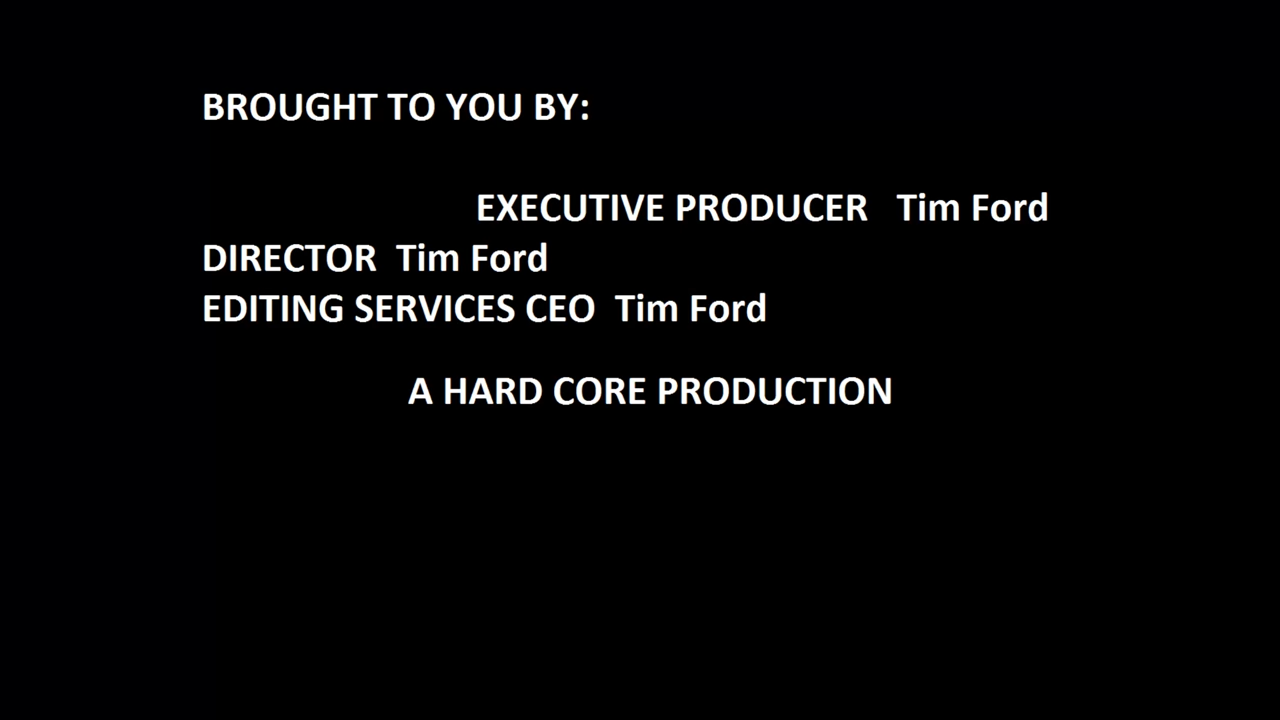 BROUGHT TO YOU BY:
EXECUTIVE PRODUCER Tim Ford
DIRECTOR Tim Ford
EDITING SERVICES CEO Tim Ford
A HARD CORE PRODUCTION